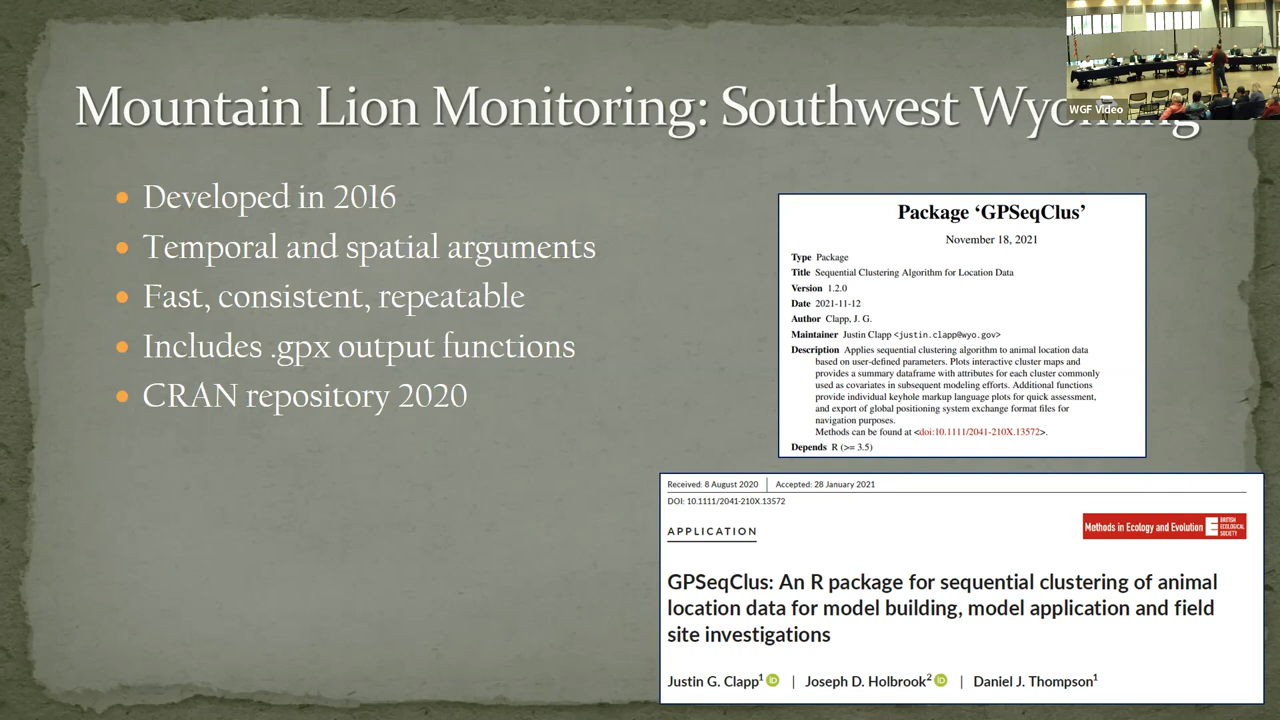 Mountain Lion Monitoring: Southwest Wyoming
WGF Video
Developed in 2016
Temporal and spatial arguments
Fast, consistent, repeatable
Includes .gpx output functions
CRAN repository 2020
Package ‘GPSeqClus’
November 18, 2021
Type Package
Title Sequential Clustering Algorithm for Location Data
Version 1.2.0
Date 2021-11-12
Author Clapp, J. G.
Maintainer Justin Clapp <justin.clapp@wyo.gov>
Description Applies sequential clustering algorithm to animal location data
based on user-defined parameters. Plots interactive cluster maps and
provides a summary dataframe with attributes for each cluster commonly
used as covariates in subsequent modeling efforts. Additional functions
provide individual keyhole markup language plots for quick assessment,
and export of global positioning system exchange format files for
navigation purposes.
Methods can be found at <doi:10.1111/2041-210X.13572>.
Depends R (>= 3.5)
Received: 8 August 2020 | Accepted: 28 January 2021
DOI: 10.1111/2041-210X.13572
APPLICATION
Methods in Ecology and Evolution
BRITISH
ECOLOGICAL
SOCIETY
GPSeqClus: An R package for sequential clustering of animal
location data for model building, model application and field
site investigations
Justin G. Clapp1 iD | Joseph D. Holbrook2 iD | Daniel J. Thompson1